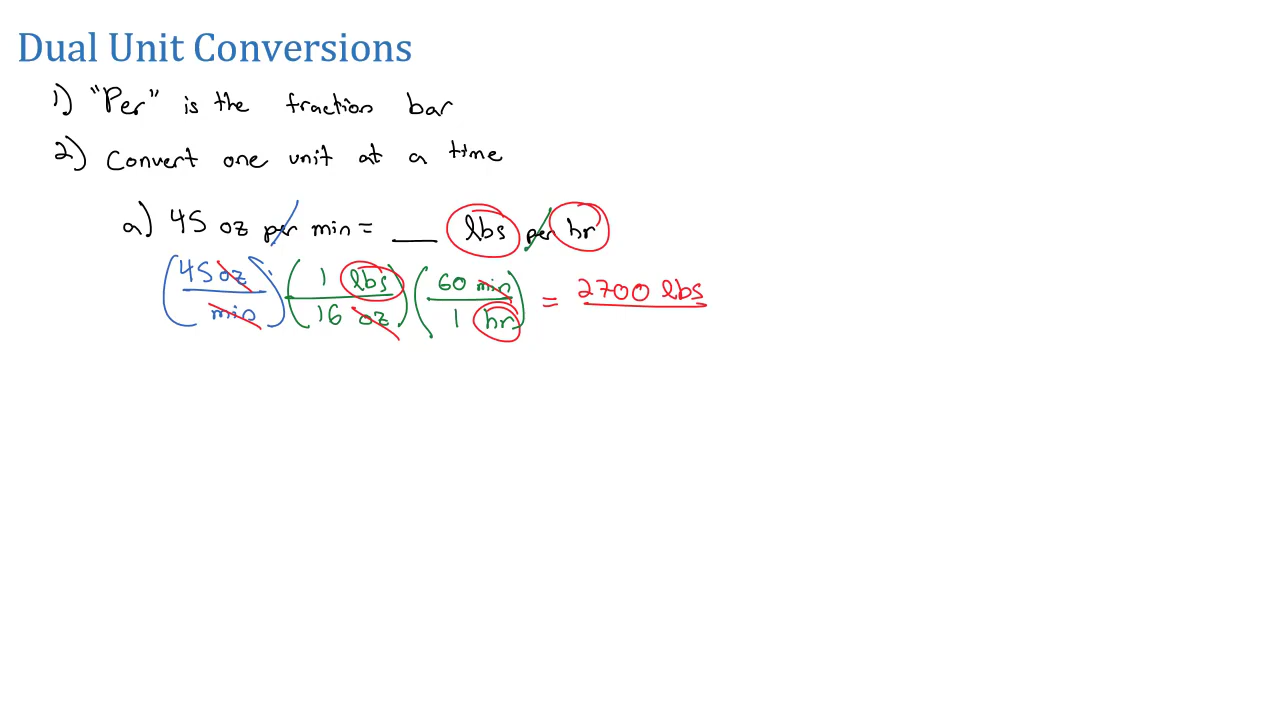 Dual Unit Conversions
1) "Per" is the fraction bar
2) Convert one unit at a time
a) 45 oz per min = ___ lbs per hr
(45 oz / min) (1 lbs / 16 oz) (60 min / 1 hr) = 2700 lbs